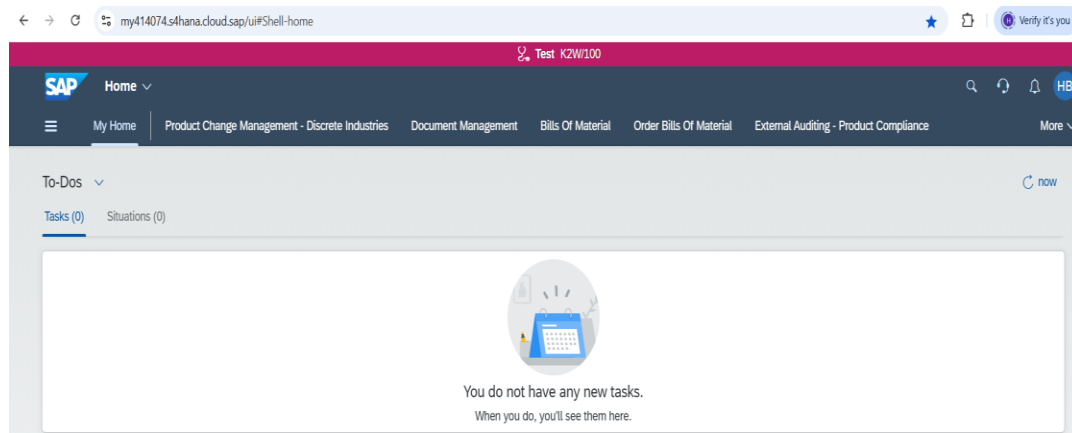 my414074.s4hana.cloud.sap/ui#Shell-home
H Verify it's you
Test K2W/100
SAP Home HB
My Home Product Change Management - Discrete Industries Document Management Bills Of Material Order Bills Of Material External Auditing - Product Compliance More
To-Dos now
Tasks (0) Situations (0)
You do not have any new tasks.
When you do, you'll see them here.